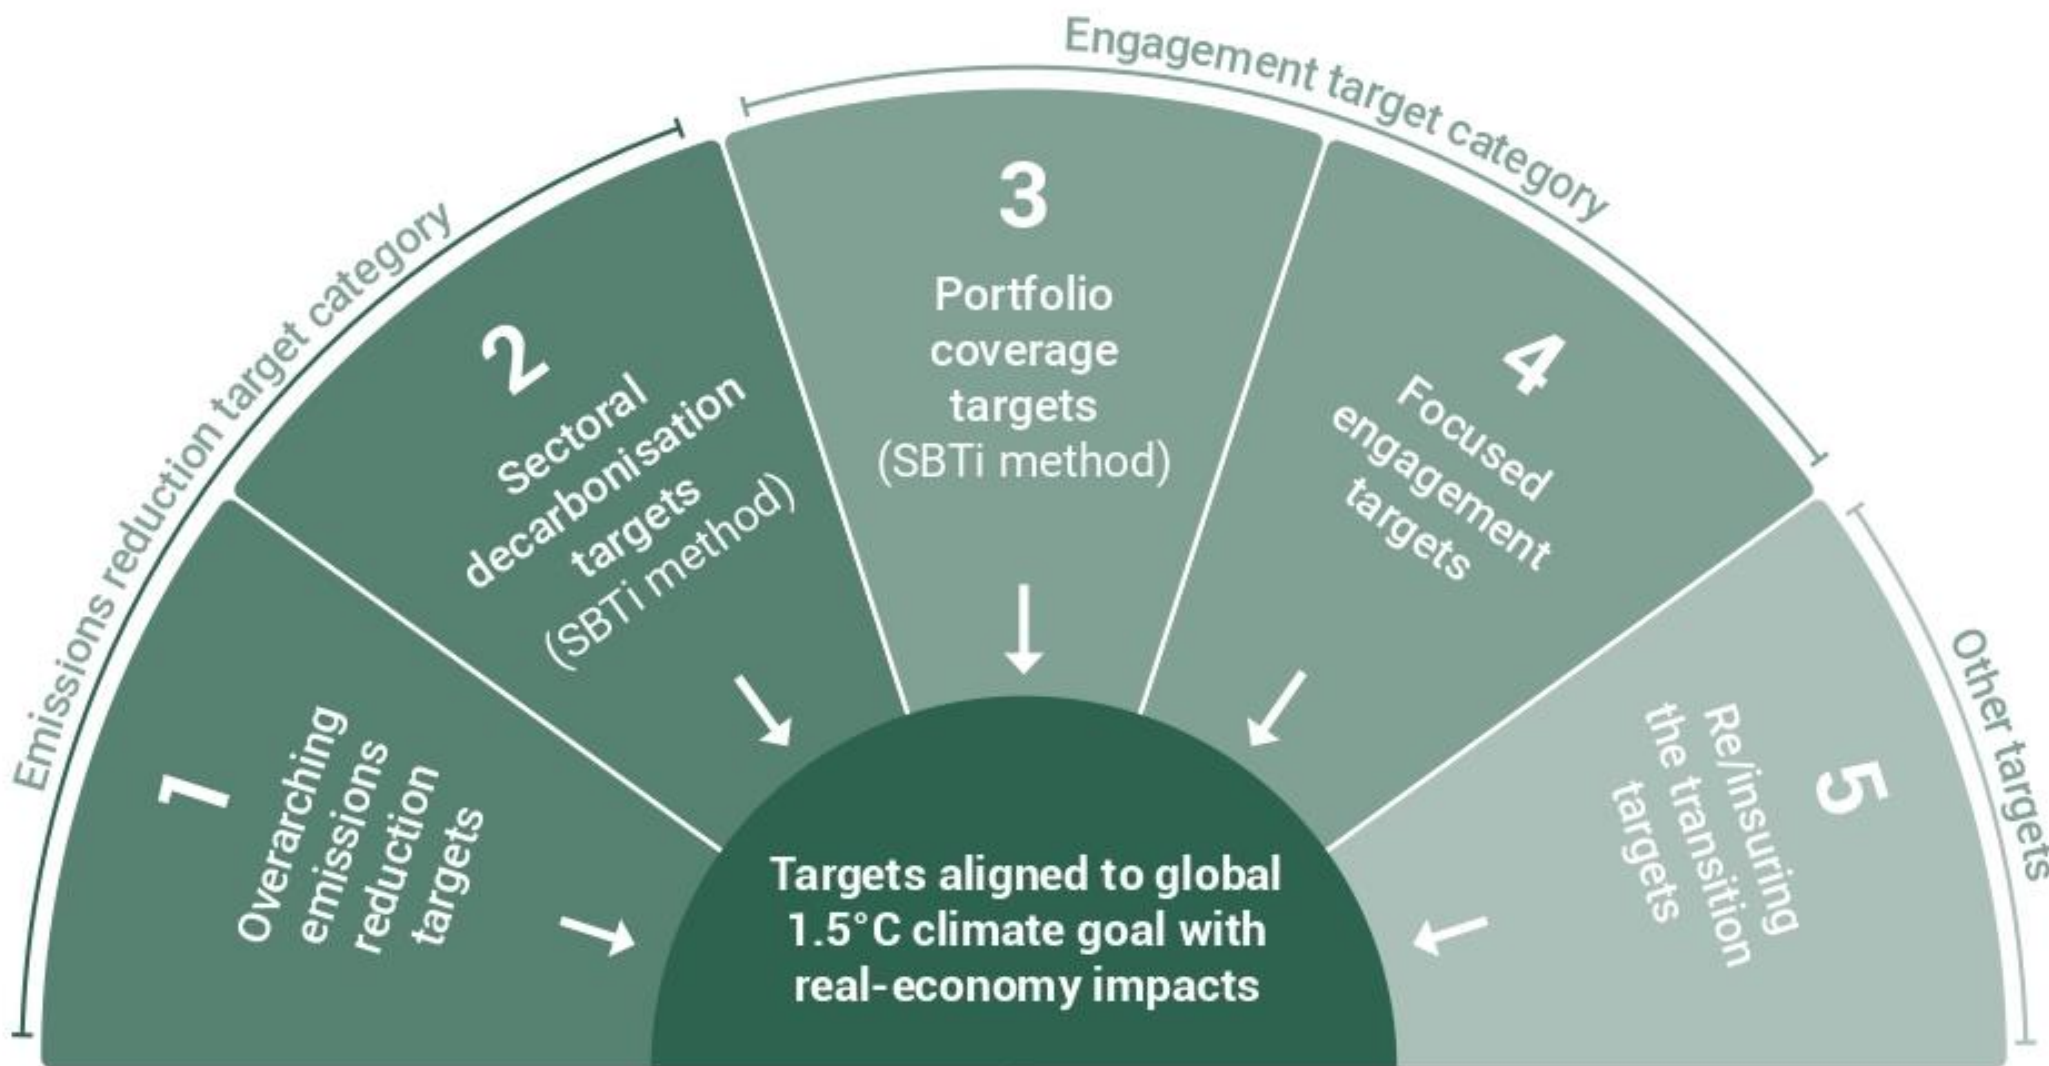 Emissions reduction target category
Engagement target category
Other targets
1
Overarching
emissions
reduction
targets
2
Sectoral
decarbonisation
targets
(SBTi method)
3
Portfolio
coverage
targets
(SBTi method)
4
Focused
engagement
targets
5
Re/insuring
the transition
targets
Targets aligned to global
1.5°C climate goal with
real-economy impacts